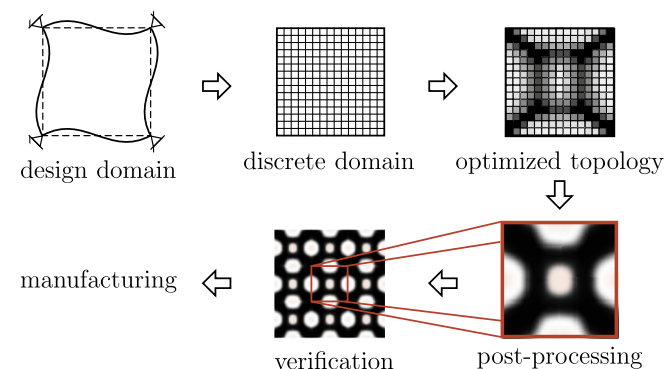 design domain
discrete domain
optimized topology
manufacturing
verification
post-processing